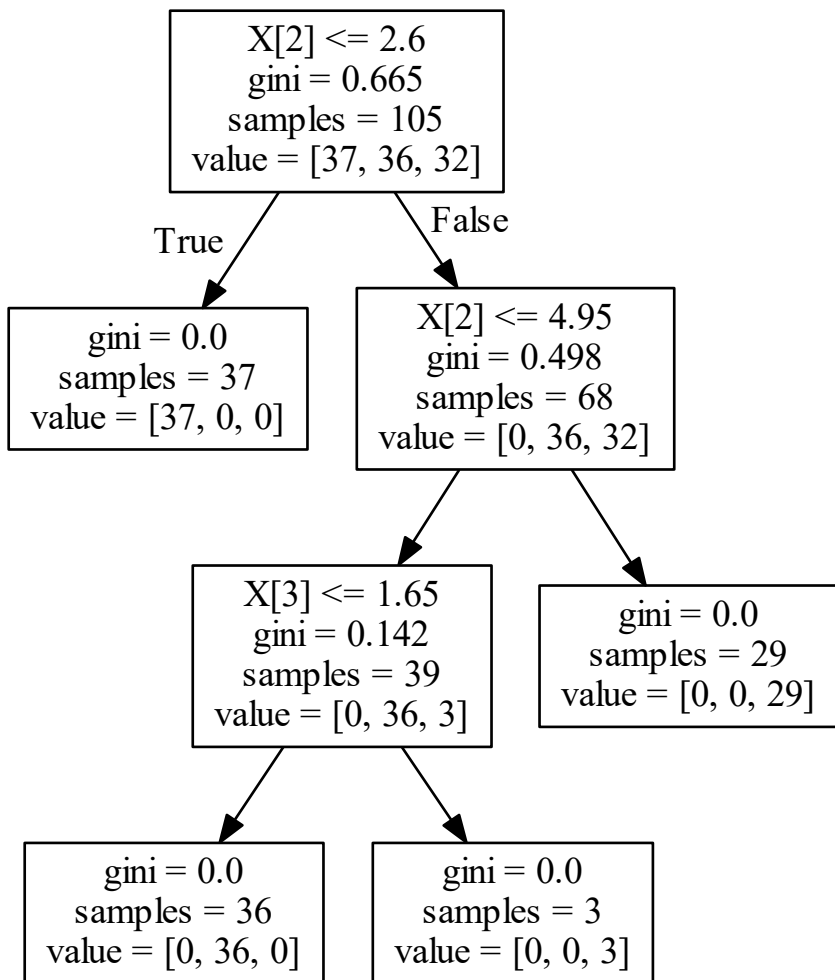 X[2] <= 2.6
gini = 0.665
samples = 105
value = [37, 36, 32]
True
False
gini = 0.0
samples = 37
value = [37, 0, 0]
X[2] <= 4.95
gini = 0.498
samples = 68
value = [0, 36, 32]
X[3] <= 1.65
gini = 0.142
samples = 39
value = [0, 36, 3]
gini = 0.0
samples = 29
value = [0, 0, 29]
gini = 0.0
samples = 36
value = [0, 36, 0]
gini = 0.0
samples = 3
value = [0, 0, 3]